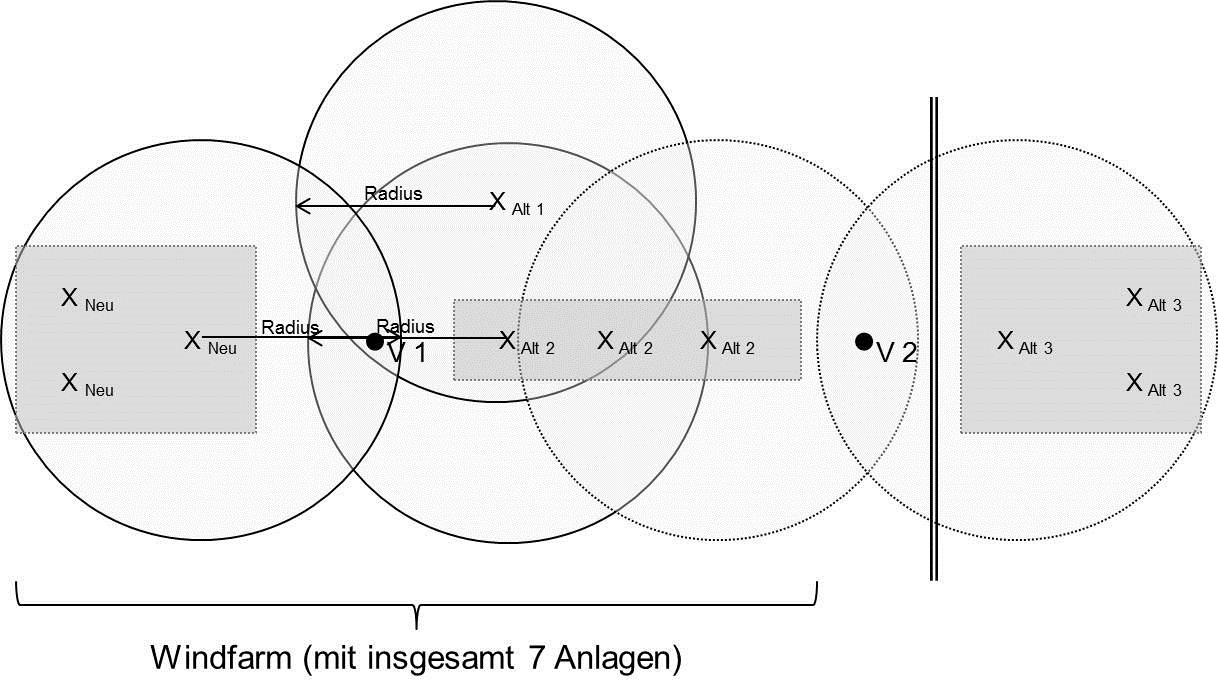 Radius
X Alt 1
X Neu
X Alt 3
Radius
Radius
X Neu
V 1
X Alt 2
X Alt 2
X Alt 2
V 2
X Alt 3
X Neu
X Alt 3
Windfarm (mit insgesamt 7 Anlagen)